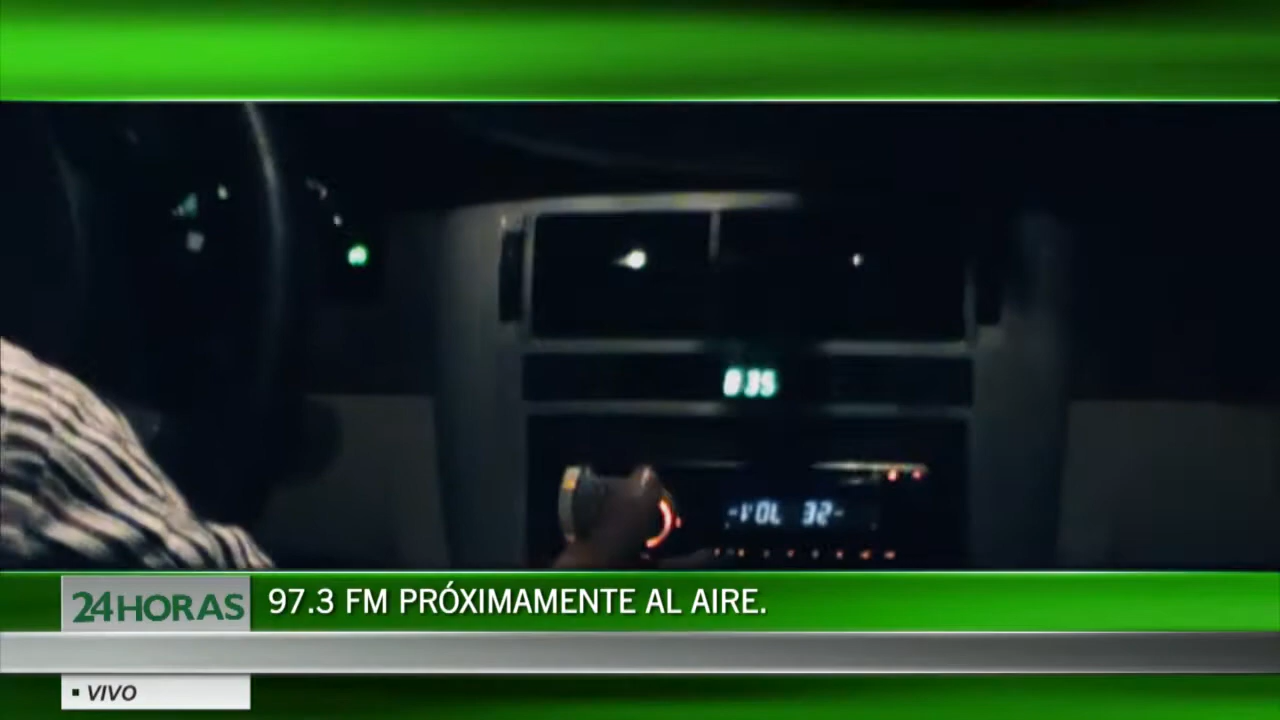 -VOL 32-
24HORAS
97.3 FM PRÓXIMAMENTE AL AIRE.
▪ VIVO